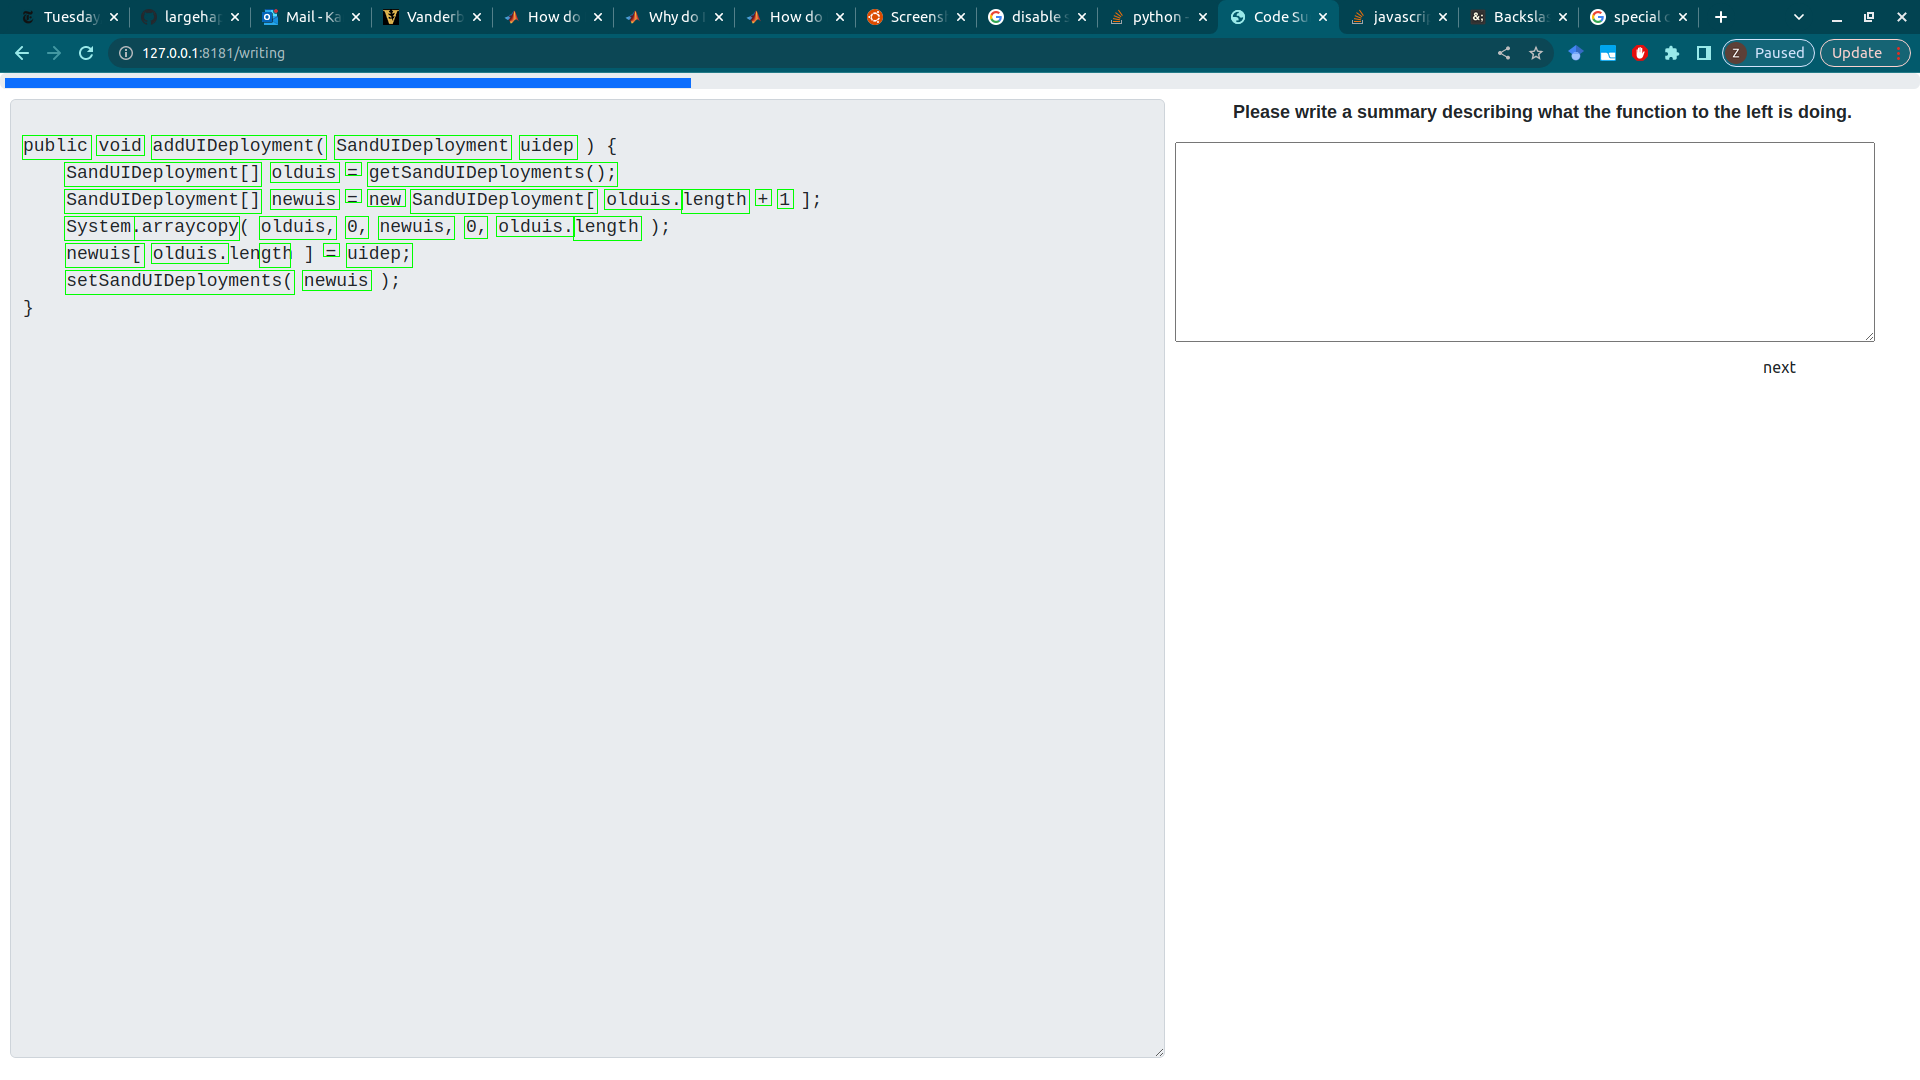 Tuesday
largehap
Mail - Ka
Vanderb
How do
Why do
How do
Screens
disable s
python -
Code Su
javascrip
Backslas
special c
127.0.0.1:8181/writing
Z Paused
Update
public void addUIDeployment( SandUIDeployment uidep ) {
SandUIDeployment[] olduis = getSandUIDeployments();
SandUIDeployment[] newuis = new SandUIDeployment[ olduis.length + 1 ];
System.arraycopy( olduis, 0, newuis, 0, olduis.length );
newuis[ olduis.length ] = uidep;
setSandUIDeployments( newuis );
}
Please write a summary describing what the function to the left is doing.
next